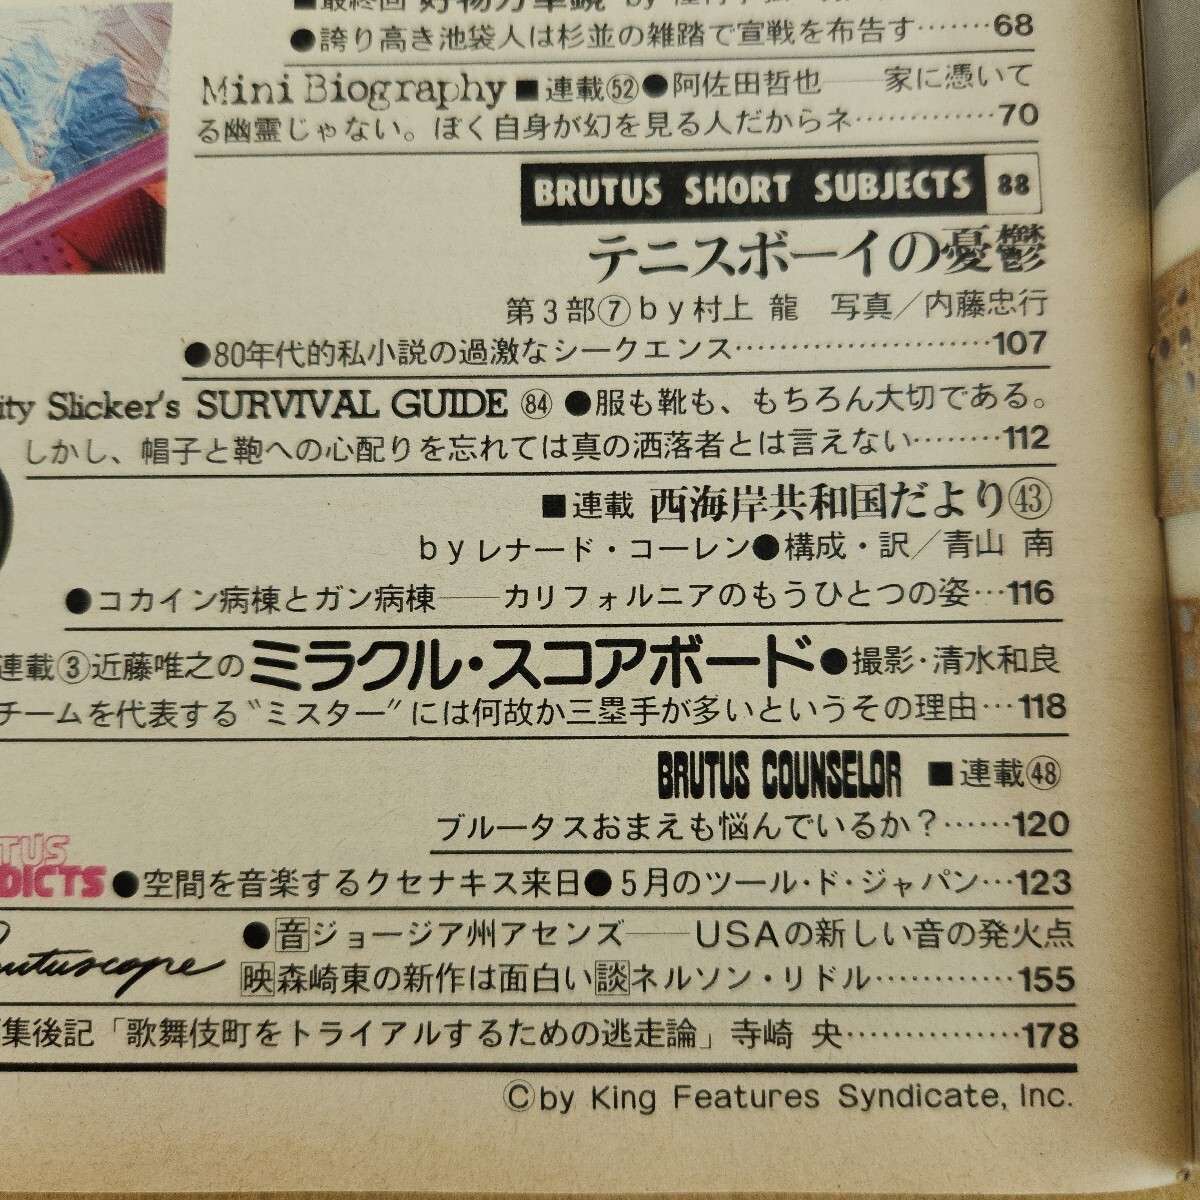 ■最終回 好物万華鏡 by
●誇り高き池袋人は杉並の雑踏で宣戦を布告す……68
Mini Biography ■連載52●阿佐田哲也──家に憑いて
る幽霊じゃない。ぼく自身が幻を見る人だからネ…………70
BRUTUS SHORT SUBJECTS 88
テニスボーイの憂鬱
第3部⑦by村上 龍 写真／内藤忠行
●80年代的私小説の過激なシークエンス……………………107
ity Slicker's SURVIVAL GUIDE 84 ●服も靴も、もちろん大切である。
しかし、帽子と鞄への心配りを忘れては真の洒落者とは言えない………112
■連載 西海岸共和国だより㊸
byレナード・コーレン●構成・訳／青山 南
●コカイン病棟とガン病棟──カリフォルニアのもうひとつの姿…116
連載③近藤唯之のミラクル・スコアボード●撮影・清水和良
チームを代表する〝ミスター〟には何故か三塁手が多いというその理由…118
BRUTUS COUNSELOR ■連載㊽
ブルータスおまえも悩んでいるか？……120
TUS
DICTS●空間を音楽するクセナキス来日●5月のツール・ド・ジャパン…123
●音ジョージア州アセンズ──USAの新しい音の発火点
rutuscope 映森崎東の新作は面白い談ネルソン・リドル…………155
集後記「歌舞伎町をトライアルするための逃走論」寺崎 央……………178
©by King Features Syndicate, Inc.